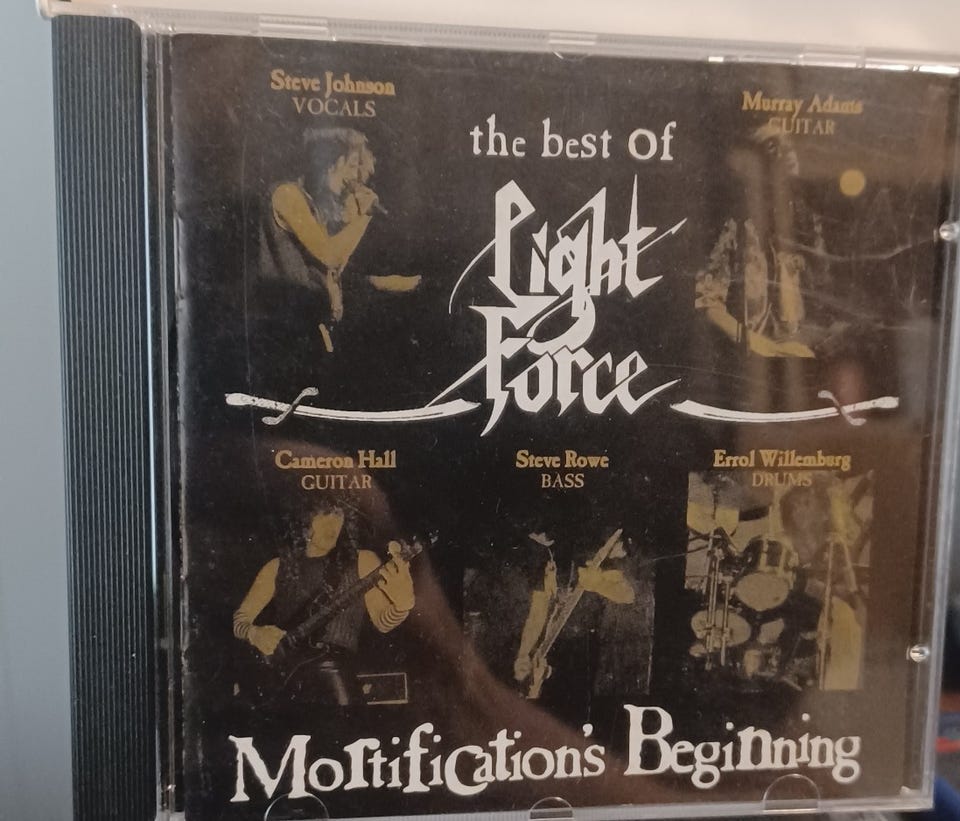 Steve Johnson
VOCALS
Murray Adams
GUITAR
the best of
Light
Force
Cameron Hall
GUITAR
Steve Rowe
BASS
Errol Willemburg
DRUMS
Mortification's Beginning